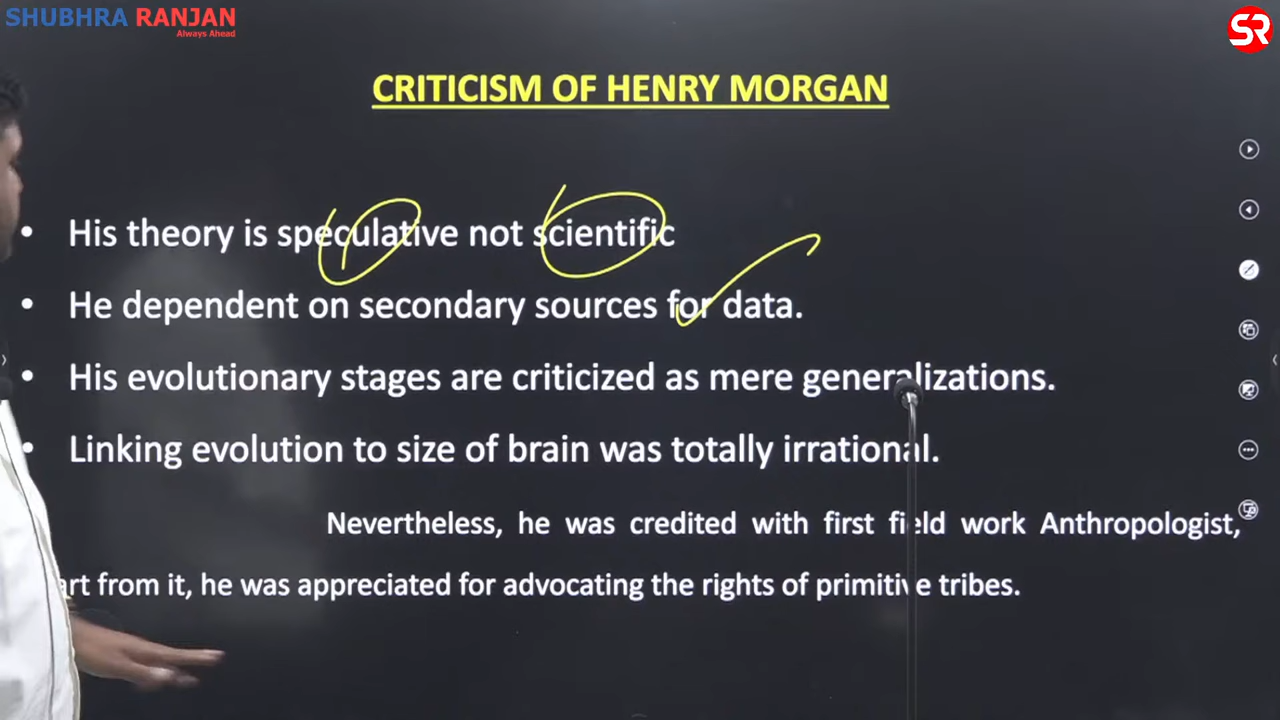 SHUBHRA RANJAN
Always Ahead
SR
CRITICISM OF HENRY MORGAN
• His theory is speculative not scientific
• He dependent on secondary sources for data.
• His evolutionary stages are criticized as mere generalizations.
• Linking evolution to size of brain was totally irrational.
Nevertheless, he was credited with first field work Anthropologist,
from it, he was appreciated for advocating the rights of primitive tribes.